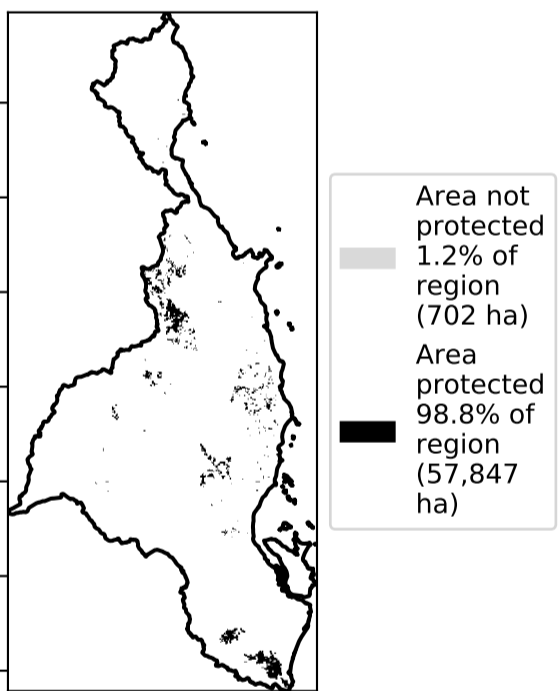 Area not
protected
1.2% of
region
(702 ha)
Area
protected
98.8% of
region
(57,847
ha)